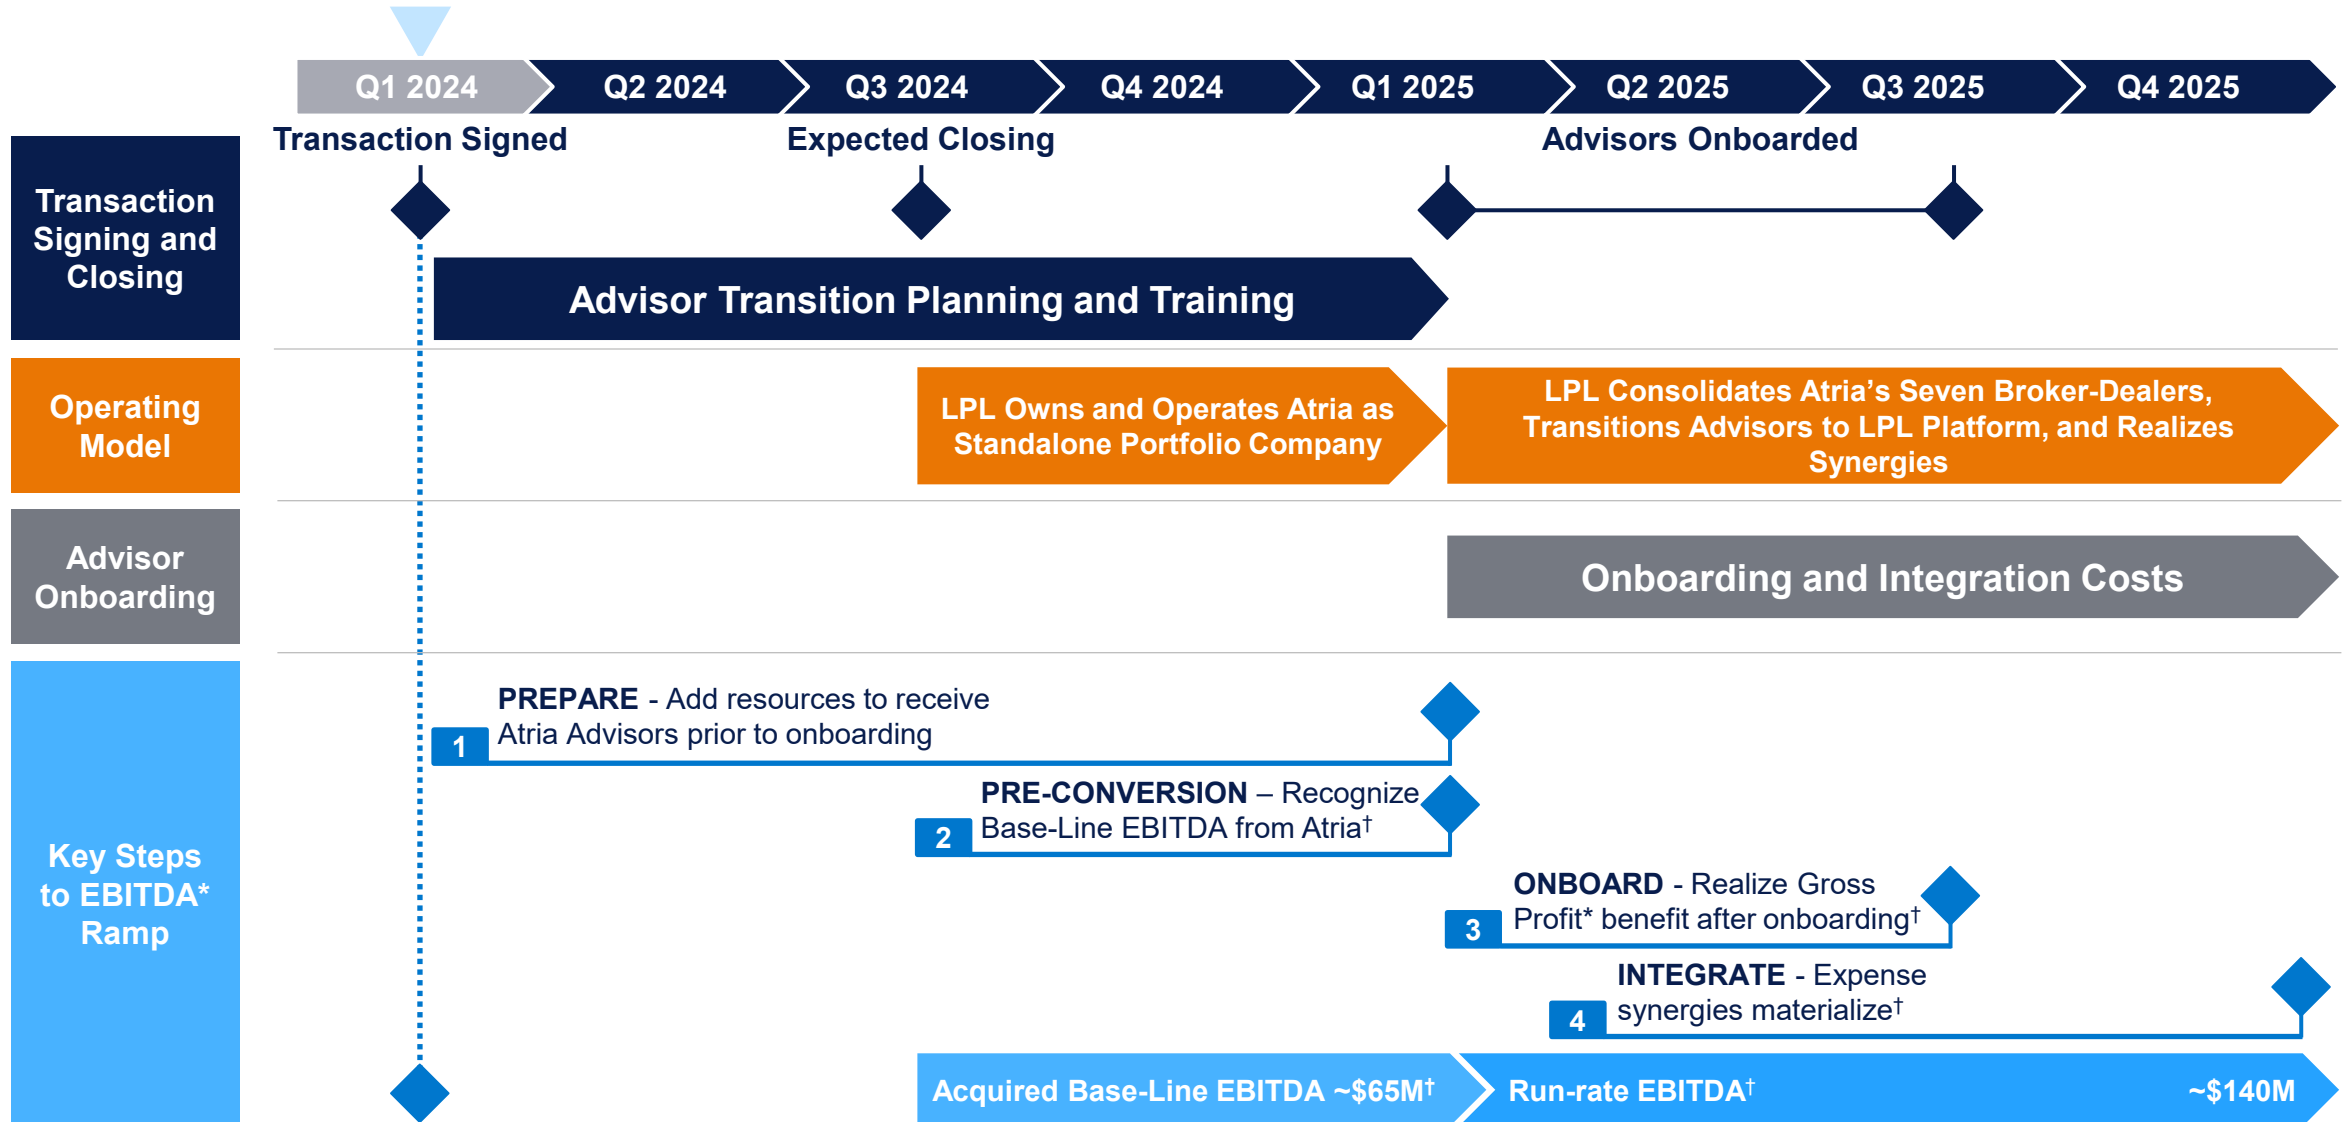 Q1 2024
Q2 2024
Q3 2024
Q4 2024
Q1 2025
Q2 2025
Q3 2025
Q4 2025
Transaction Signed
Expected Closing
Advisors Onboarded
Transaction
Signing and
Closing
Advisor Transition Planning and Training
Operating
Model
LPL Owns and Operates Atria as
Standalone Portfolio Company
LPL Consolidates Atria’s Seven Broker-Dealers,
Transitions Advisors to LPL Platform, and Realizes
Synergies
Advisor
Onboarding
Onboarding and Integration Costs
Key Steps
to EBITDA*
Ramp
1
PREPARE - Add resources to receive
Atria Advisors prior to onboarding
2
PRE-CONVERSION – Recognize
Base-Line EBITDA from Atria†
3
ONBOARD - Realize Gross
Profit* benefit after onboarding†
4
INTEGRATE - Expense
synergies materialize†
Acquired Base-Line EBITDA ~$65M†
Run-rate EBITDA†
~$140M